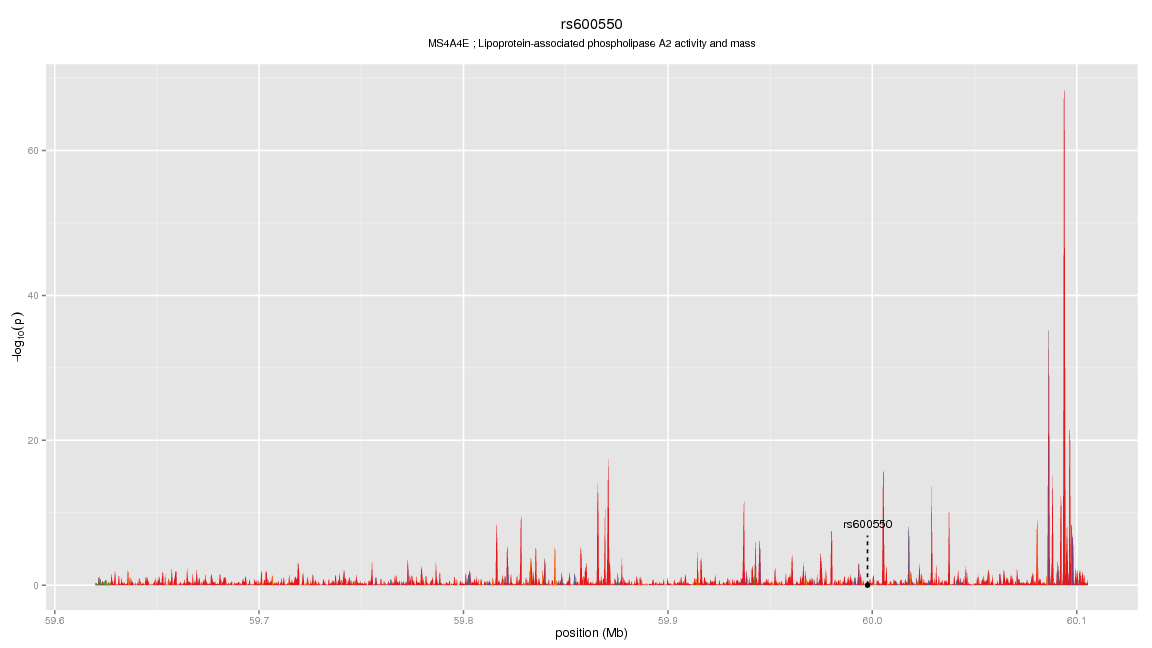 rs600550
MS4A4E ; Lipoprotein-associated phospholipase A2 activity and mass
60
40
20
0
-log10(p)
rs600550
59.6
59.7
59.8
59.9
60.0
60.1
position (Mb)